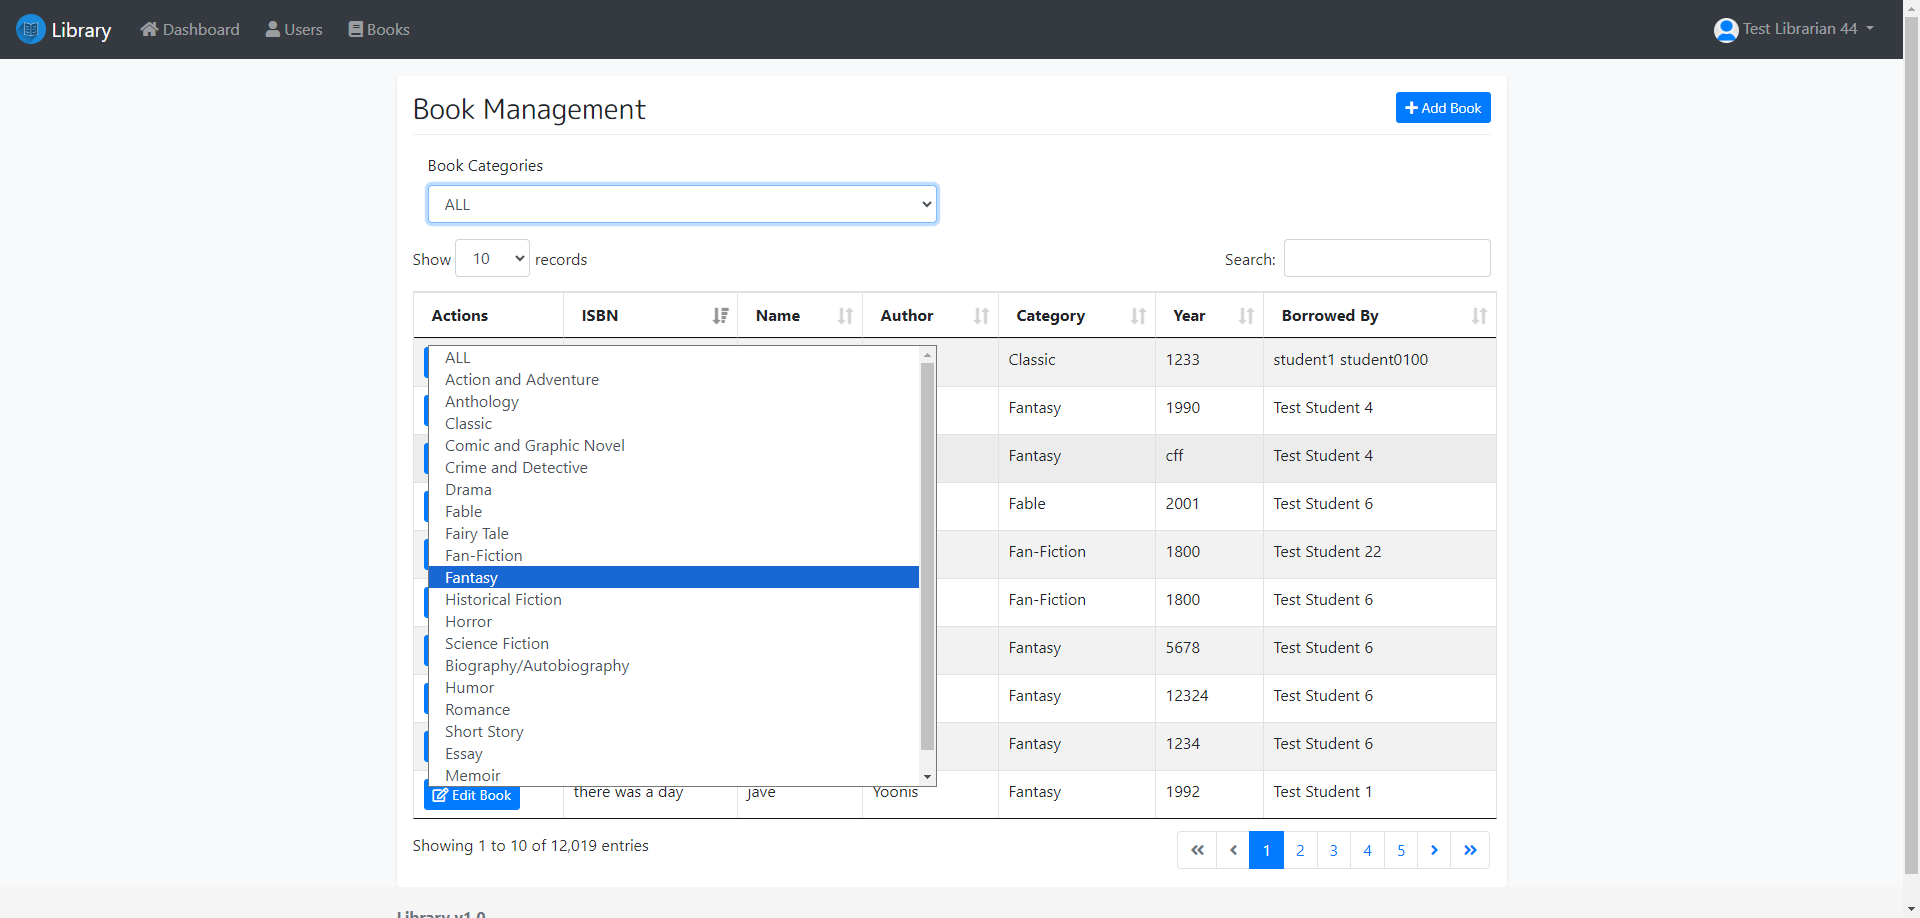 Library Dashboard Users Books Test Librarian 44
Book Management
Add Book
Book Categories
ALL
Show 10 records Search:
Actions ISBN Name Author Category Year Borrowed By
ALL
Action and Adventure
Anthology
Classic
Comic and Graphic Novel
Crime and Detective
Drama
Fable
Fairy Tale
Fan-Fiction
Fantasy
Historical Fiction
Horror
Science Fiction
Biography/Autobiography
Humor
Romance
Short Story
Essay
Memoir
Classic 1233 student1 student0100
Fantasy 1990 Test Student 4
Fantasy cff Test Student 4
Fable 2001 Test Student 6
Fan-Fiction 1800 Test Student 22
Fan-Fiction 1800 Test Student 6
Fantasy 5678 Test Student 6
Fantasy 12324 Test Student 6
Fantasy 1234 Test Student 6
Edit Book there was a day jave Yoonis Fantasy 1992 Test Student 1
Showing 1 to 10 of 12,019 entries
« ‹ 1 2 3 4 5 › »
Library v1.0